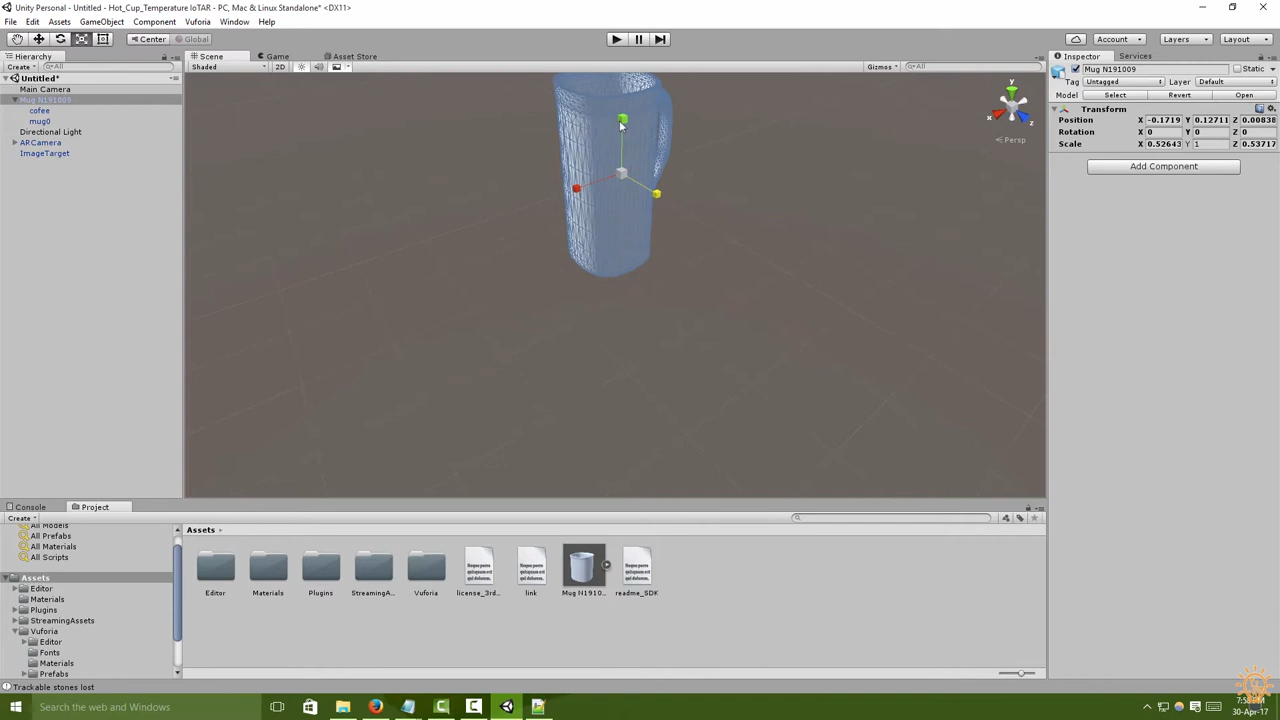 Unity Personal - Untitled - Hot_Cup_Temperature IoTAR - PC, Mac & Linux Standalone* <DX11>
File Edit Assets GameObject Component Vuforia Window Help
Center Global Account Layers Layout
Hierarchy Scene Game Asset Store Inspector Services
Create All Shaded 2D Gizmos All Mug N191009 Static
Untitled* Tag Untagged Layer Default
Main Camera Model Select Revert Open
Mug N191009 Transform
cofee Position X -0.1719 Y 0.12711 Z 0.00838
mug0 Rotation X 0 Y 0 Z 0
Directional Light Scale X 0.52643 Y 1 Z 0.53717
ARCamera
ImageTarget
Add Component
y
x z
Persp
Console Project
Create
All Models
All Prefabs
All Materials
All Scripts
Assets
Editor
Materials
Plugins
StreamingAssets
Vuforia
Editor
Fonts
Materials
Prefabs
Assets
Editor Materials Plugins StreamingA... Vuforia license_3rd... link Mug N1910... readme_SDK
Trackable stones lost
Search the web and Windows
30-Apr-17